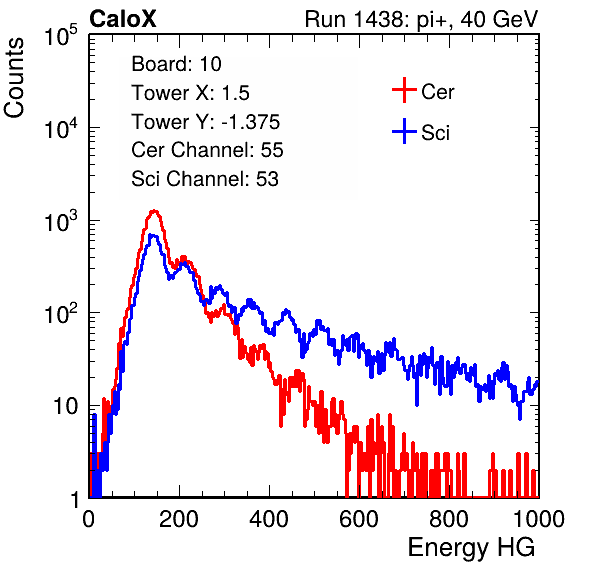 CaloX Run 1438: pi+, 40 GeV
Counts
Board: 10
Tower X: 1.5
Tower Y: -1.375
Cer Channel: 55
Sci Channel: 53
Cer
Sci
10^5
10^4
10^3
10^2
10
1
0 200 400 600 800 1000
Energy HG